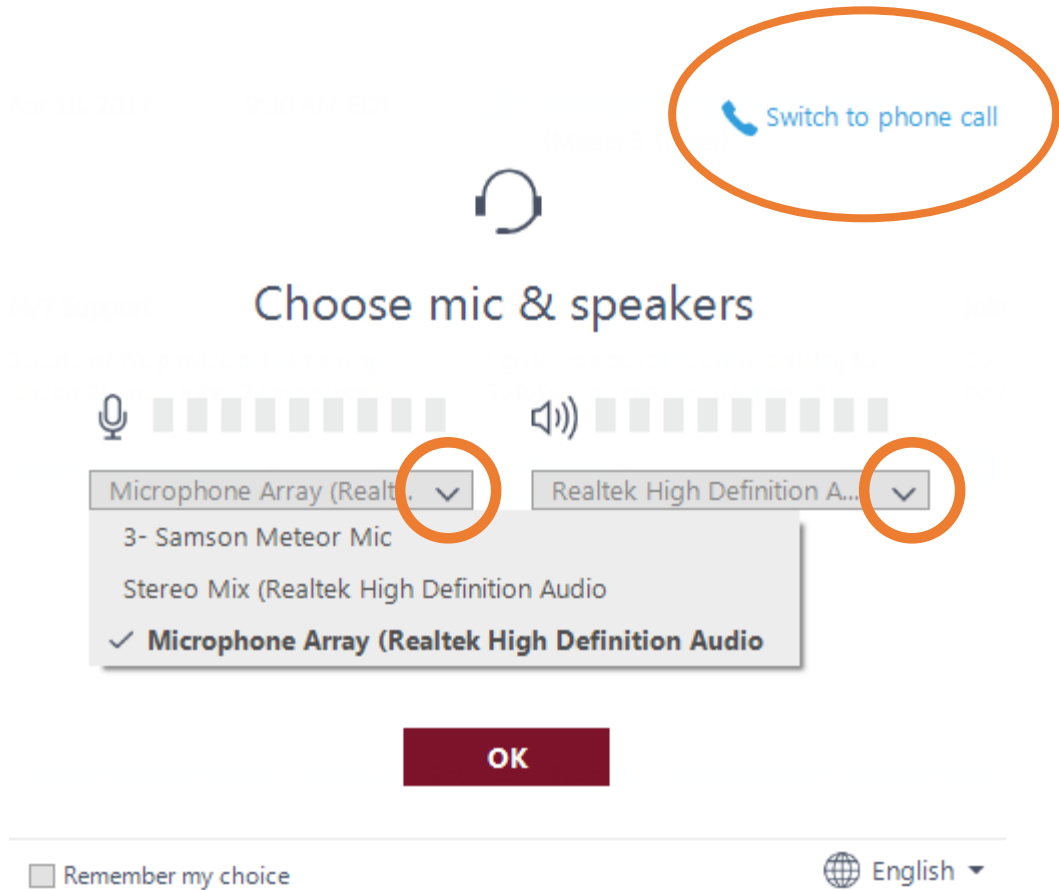 Switch to phone call
Choose mic & speakers
Microphone Array (Realt...
Realtek High Definition A...
3- Samson Meteor Mic
Stereo Mix (Realtek High Definition Audio
Microphone Array (Realtek High Definition Audio
OK
Remember my choice
English